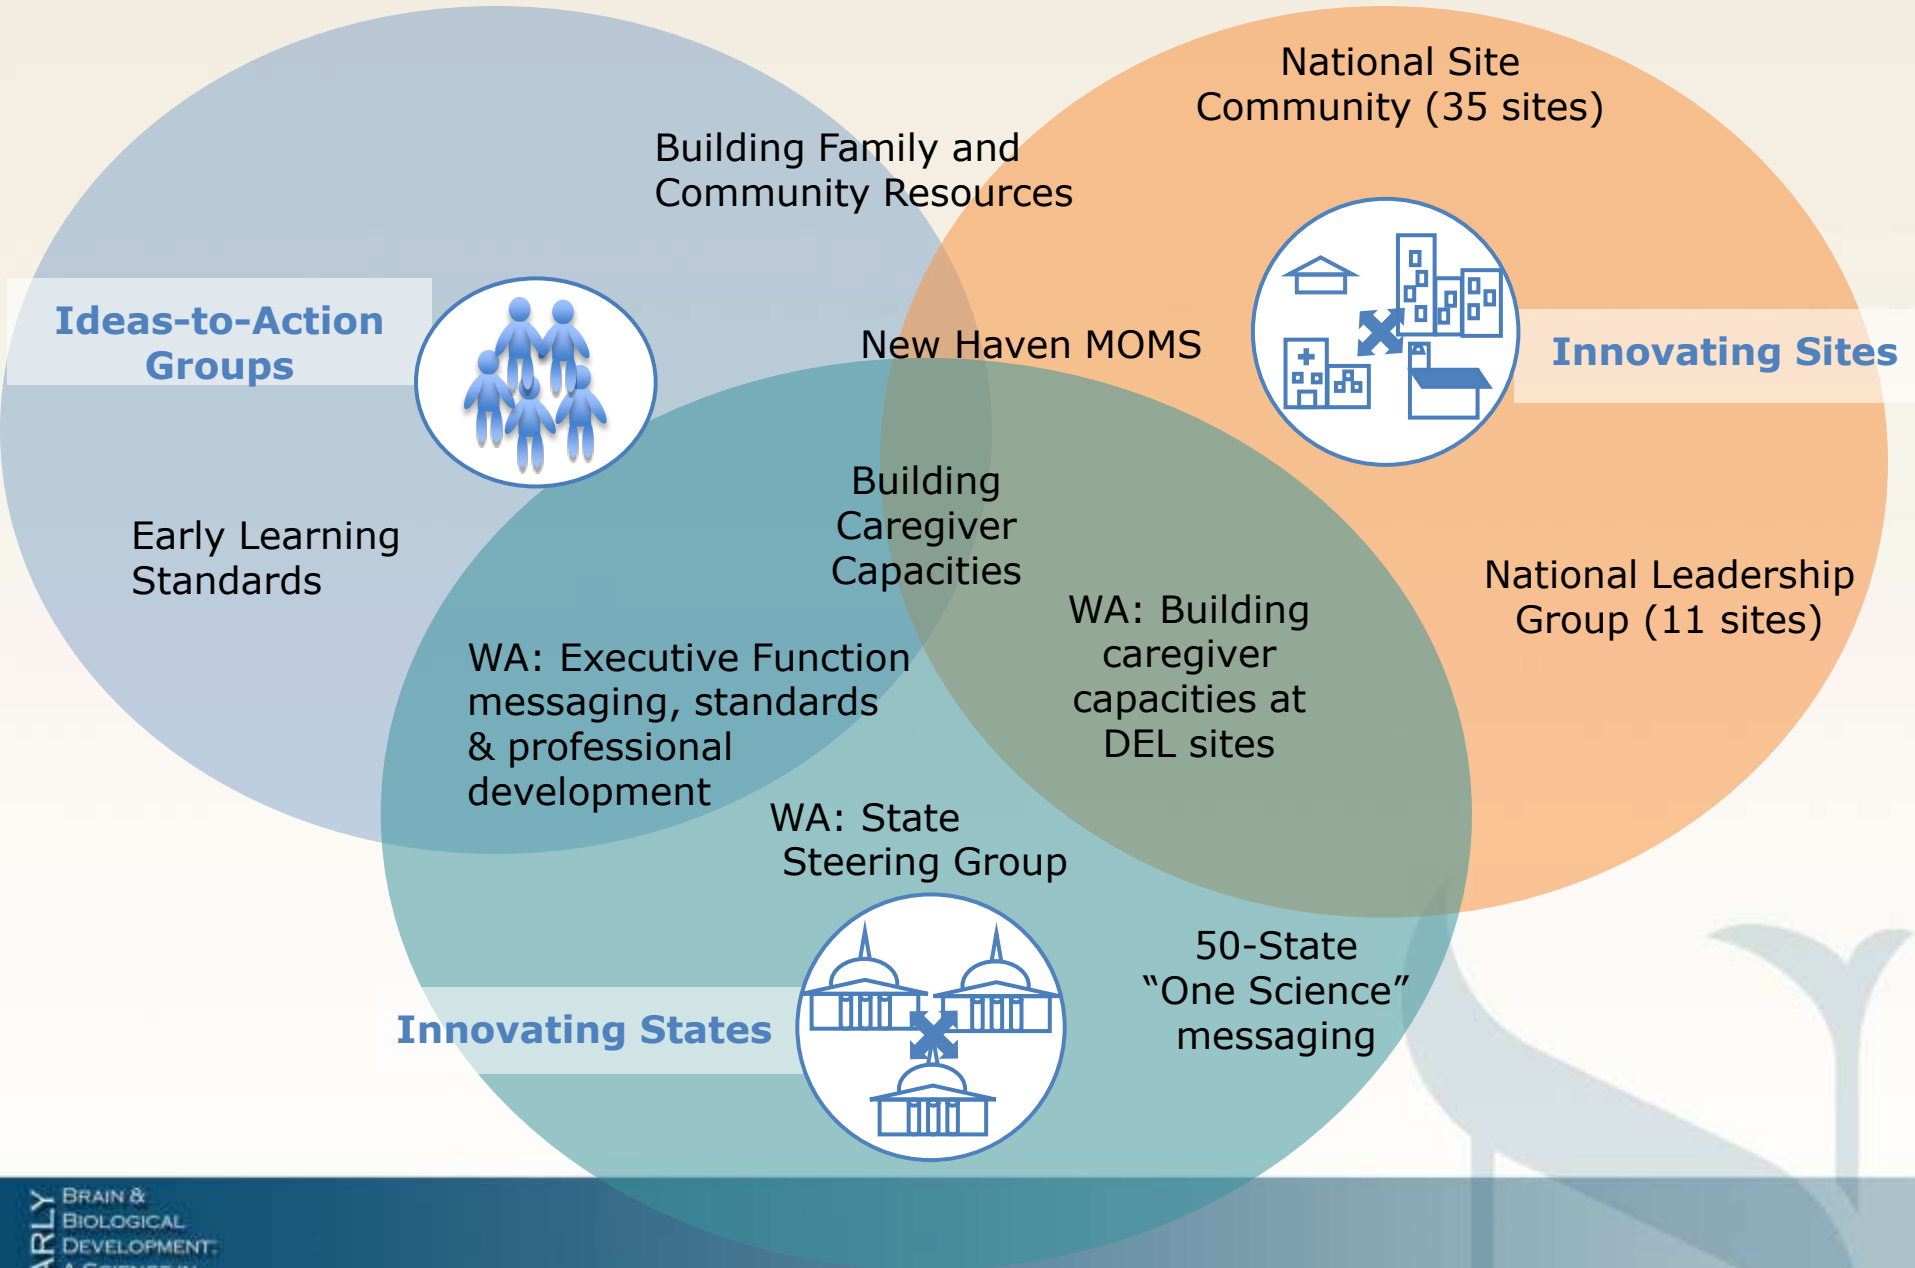 National Site
Community (35 sites)
Building Family and
Community Resources
Ideas-to-Action
Groups
New Haven MOMS
Innovating Sites
Building
Caregiver
Capacities
Early Learning
Standards
National Leadership
Group (11 sites)
WA: Building
caregiver
capacities at
DEL sites
WA: Executive Function
messaging, standards
& professional
development
WA: State
Steering Group
50-State
“One Science”
messaging
Innovating States
BRAIN &
BIOLOGICAL
DEVELOPMENT: